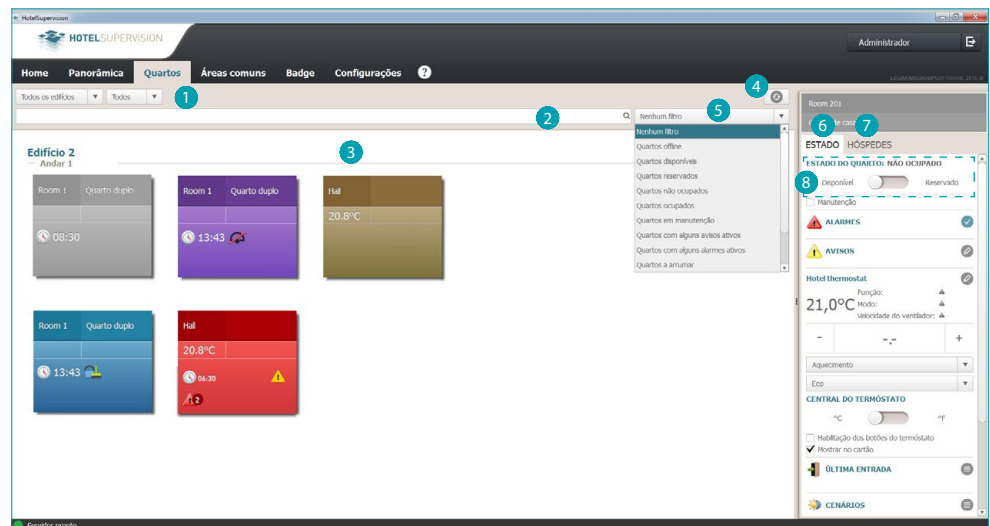 HotelSupervision
HOTELSUPERVISION
Administrador
Home Panorâmica Quartos Áreas comuns Badge Configurações ?
Todos os edifícios Todos 1
4
2 Nenhum filtro 5
Nenhum filtro
Quartos offline
Quartos disponíveis
Quartos reservados
Quartos não ocupados
Quartos ocupados
Quartos em manutenção
Quartos com alguns avisos ativos
Quartos com alguns alarmes ativos
Quartos a arrumar
3
Edifício 2
Andar 1
Room 1 Quarto duplo
08:30
Room 1 Quarto duplo
13:43
Hall
20.8°C
Room 1 Quarto duplo
13:43
Hall
20.8°C
06:30
2
Room 201
6 7
ESTADO HÓSPEDES
ESTADO DO QUARTO: NÃO OCUPADO
8 Disponível Reservado
Manutenção
ALARMES
AVISOS
Hotel thermostat
21,0°C
Função:
Modo:
Velocidade do ventilador:
- -.- +
Aquecimento
Eco
CENTRAL DO TERMÓSTATO
°C °F
Habilitação dos botões do termóstato
Mostrar no cartão
ÚLTIMA ENTRADA
CENÁRIOS
Servidor pronto